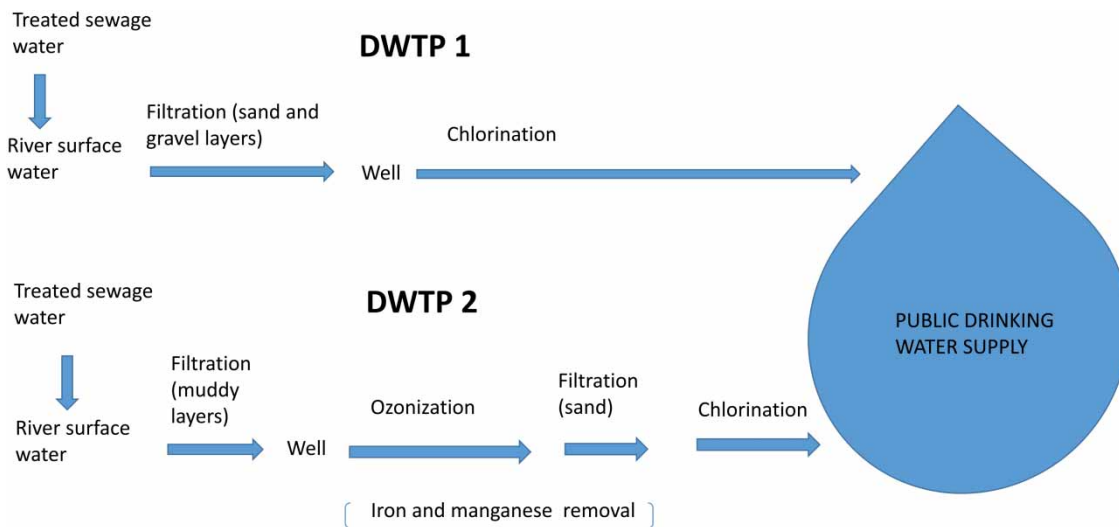 Treated sewage
water
DWTP 1
Filtration (sand and
gravel layers)
River surface
water
Well
Chlorination
Treated sewage
water
DWTP 2
Filtration
(muddy
layers)
River surface
water
Well
Ozonization
Filtration
(sand)
Chlorination
Iron and manganese removal
PUBLIC DRINKING
WATER SUPPLY